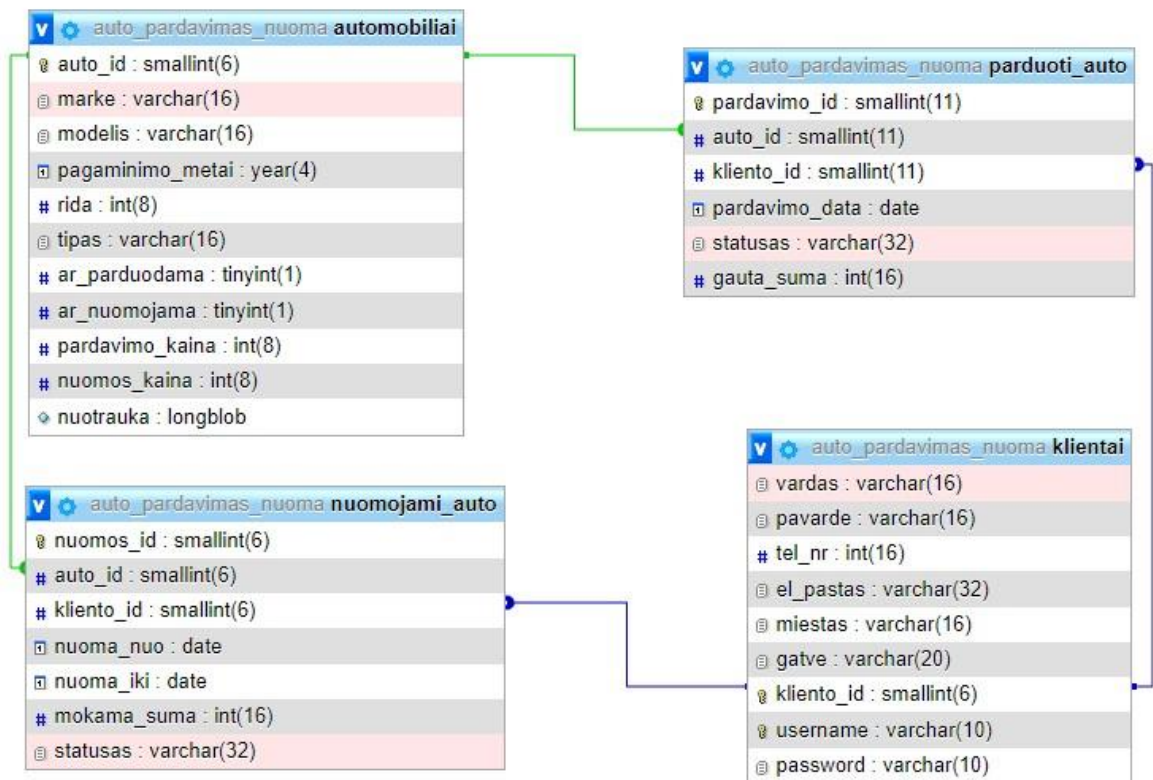 auto_pardavimas_nuoma automobiliai
auto_id : smallint(6)
marke : varchar(16)
modelis : varchar(16)
pagaminimo_metai : year(4)
# rida : int(8)
tipas : varchar(16)
# ar_parduodama : tinyint(1)
# ar_nuomojama : tinyint(1)
# pardavimo_kaina : int(8)
# nuomos_kaina : int(8)
nuotrauka : longblob
v auto_pardavimas_nuoma parduoti_auto
pardavimo_id : smallint(11)
# auto_id : smallint(11)
# kliento_id : smallint(11)
pardavimo_data : date
statusas : varchar(32)
# gauta_suma : int(16)
v auto_pardavimas_nuoma nuomojami_auto
nuomos_id : smallint(6)
# auto_id : smallint(6)
# kliento_id : smallint(6)
nuoma_nuo : date
nuoma_iki : date
# mokama_suma : int(16)
statusas : varchar(32)
v auto_pardavimas_nuoma klientai
vardas : varchar(16)
pavarde : varchar(16)
# tel_nr : int(16)
el_pastas : varchar(32)
miestas : varchar(16)
gatve : varchar(20)
kliento_id : smallint(6)
username : varchar(10)
password : varchar(10)